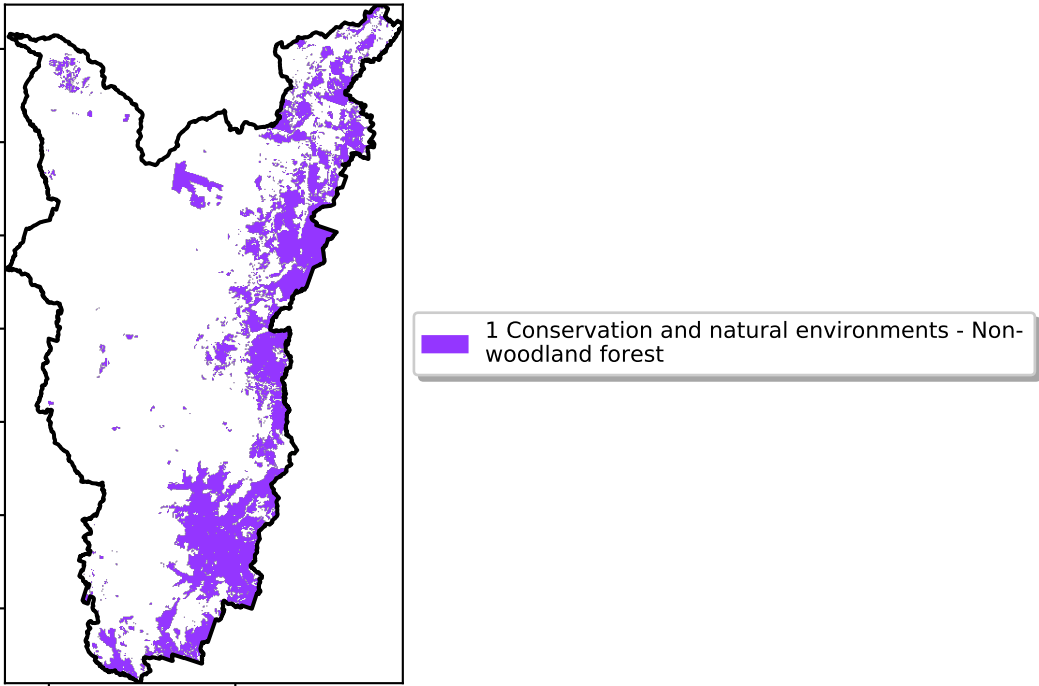 1 Conservation and natural environments - Non-
woodland forest